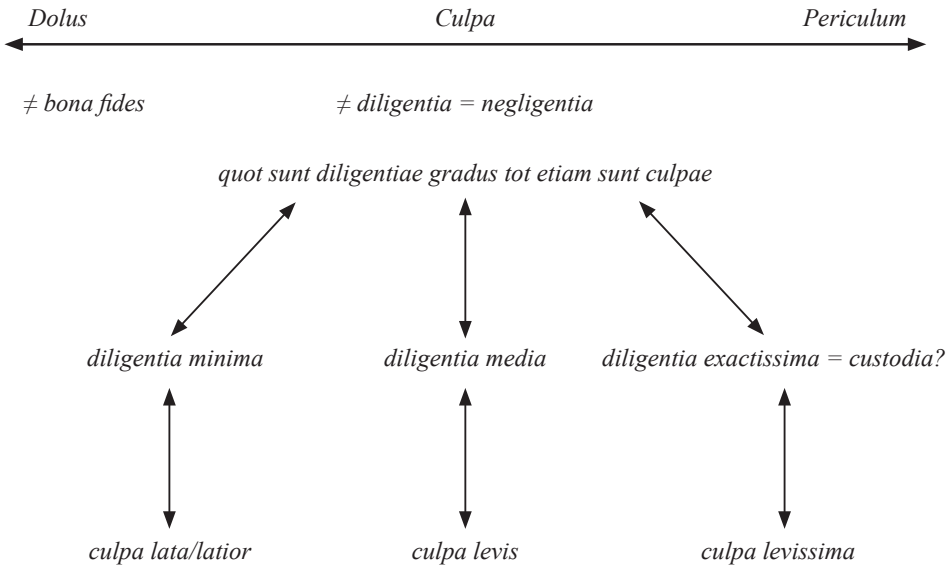 Dolus Culpa Periculum
≠ bona fides ≠ diligentia = negligentia
quot sunt diligentiae gradus tot etiam sunt culpae
diligentia minima diligentia media diligentia exactissima = custodia?
culpa lata/latior culpa levis culpa levissima